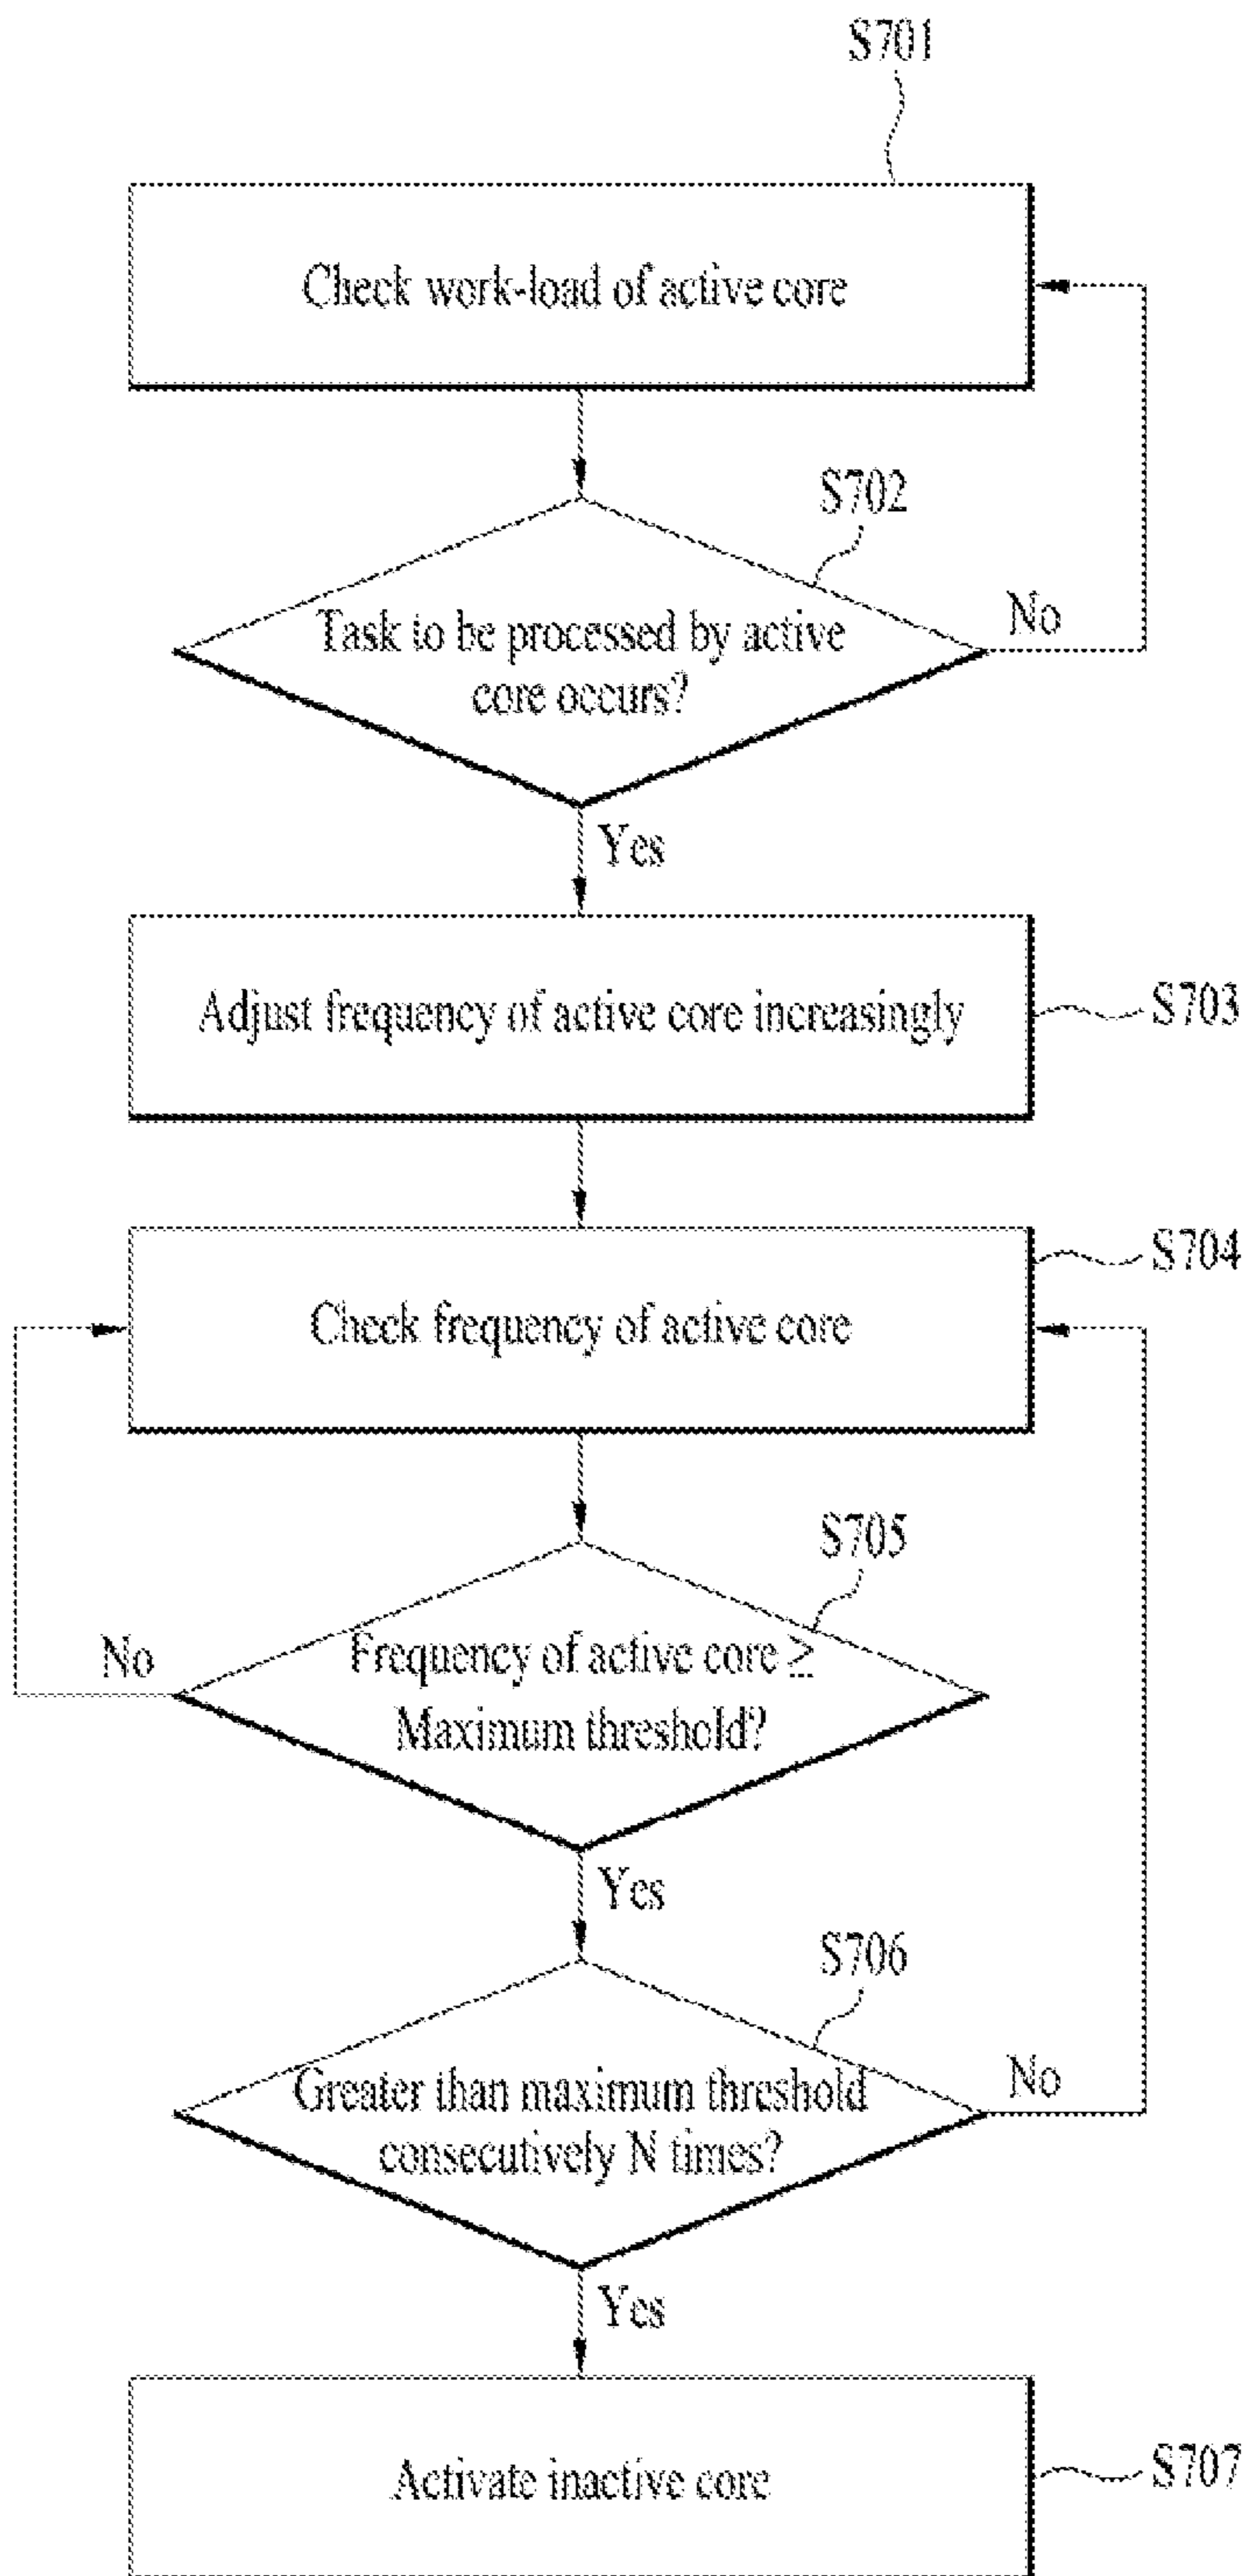 S701
Check work-load of active core
S702
Task to be processed by active
core occurs?
No
Yes
Adjust frequency of active core increasingly
S703
S704
Check frequency of active core
S705
No
Frequency of active core ≥
Maximum threshold?
Yes
S706
Greater than maximum threshold
consecutively N times?
No
Yes
Activate inactive core
S707